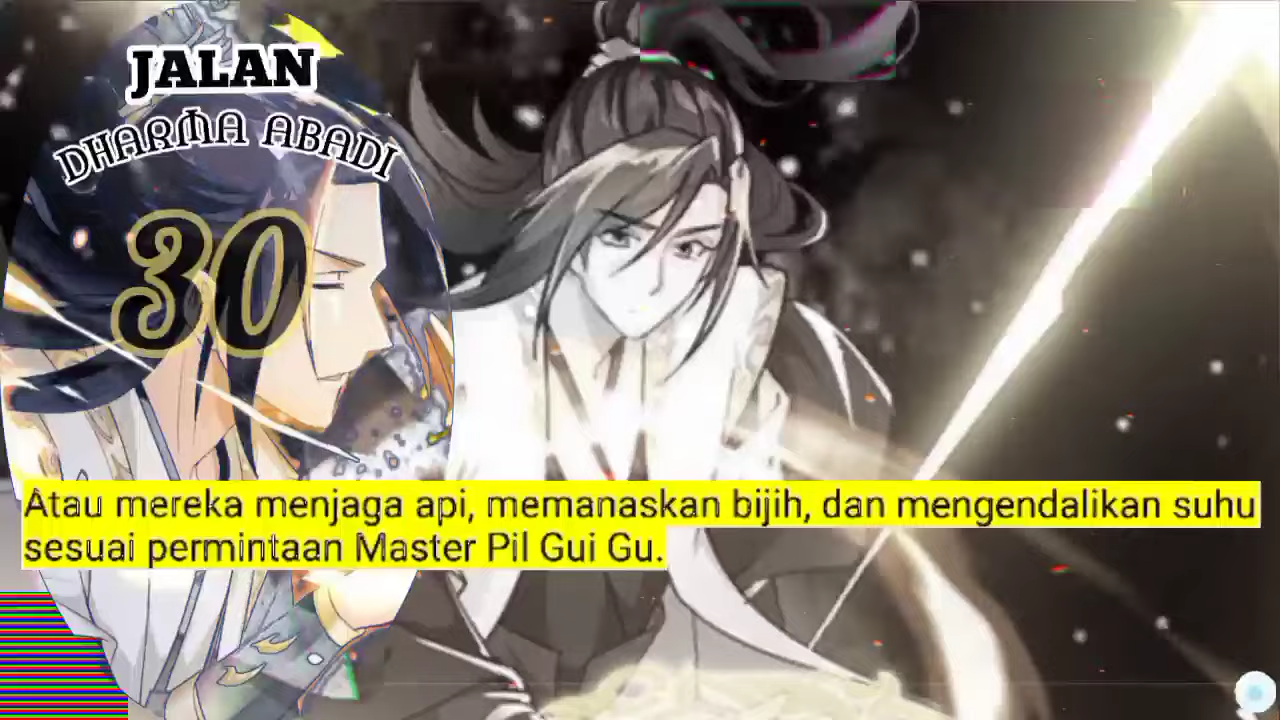 JALAN
DHARMA ABADI
30
Atau mereka menjaga api, memanaskan bijih, dan mengendalikan suhu
sesuai permintaan Master Pil Gui Gu.